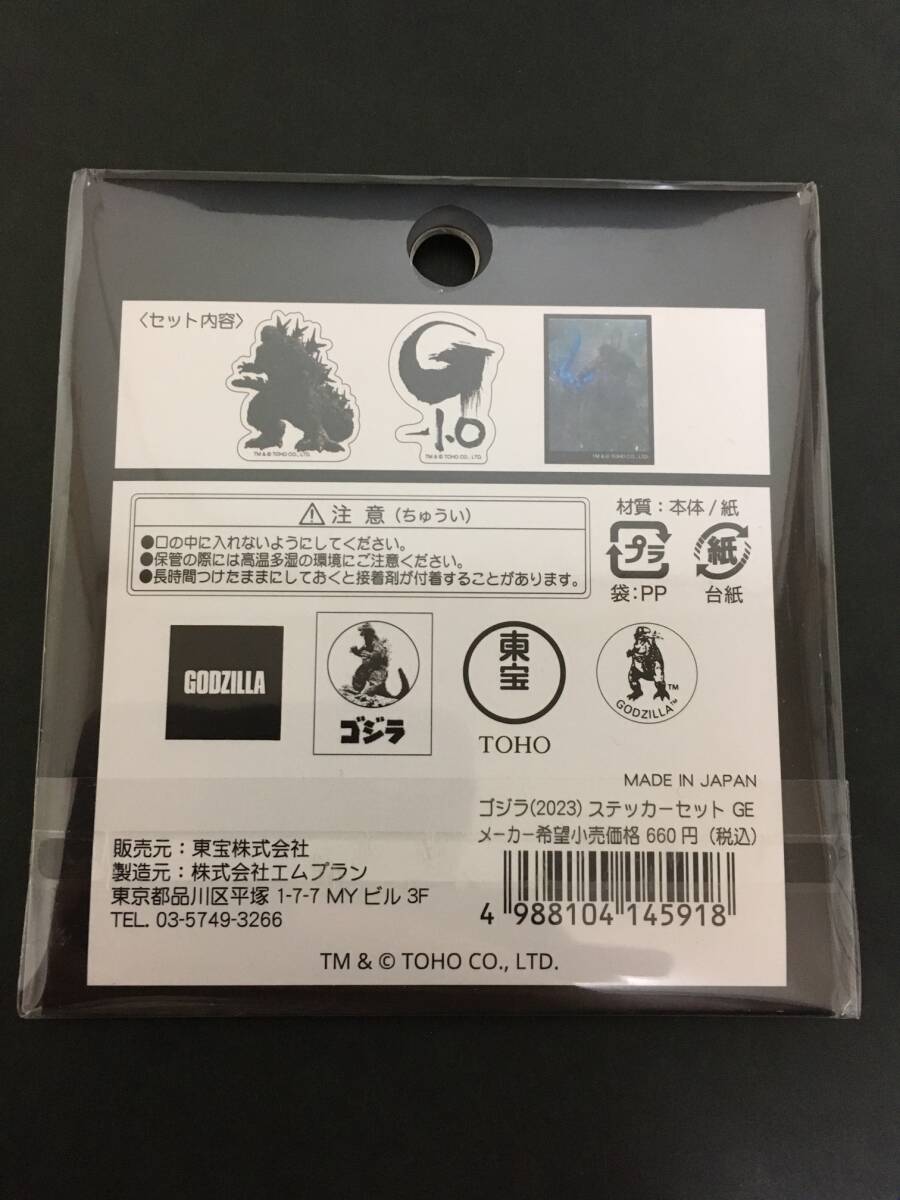 〈セット内容〉
TM & © TOHO CO., LTD.
-1.0
TM & © TOHO CO., LTD.
TM & © TOHO CO., LTD.
注 意 (ちゅうい)
●口の中に入れないようにしてください。
●保管の際には高温多湿の環境にご注意ください。
●長時間つけたままにしておくと接着剤が付着することがあります。
材質：本体 / 紙
プラ
紙
袋：PP
台紙
GODZILLA
ゴジラ
東宝
TOHO
GODZILLA™
TM
MADE IN JAPAN
ゴジラ(2023) ステッカーセット GE
メーカー希望小売価格 660円（税込）
販売元：東宝株式会社
製造元：株式会社エムプラン
東京都品川区平塚 1-7-7 MY ビル 3F
TEL. 03-5749-3266
4 988104 145918
TM & © TOHO CO., LTD.